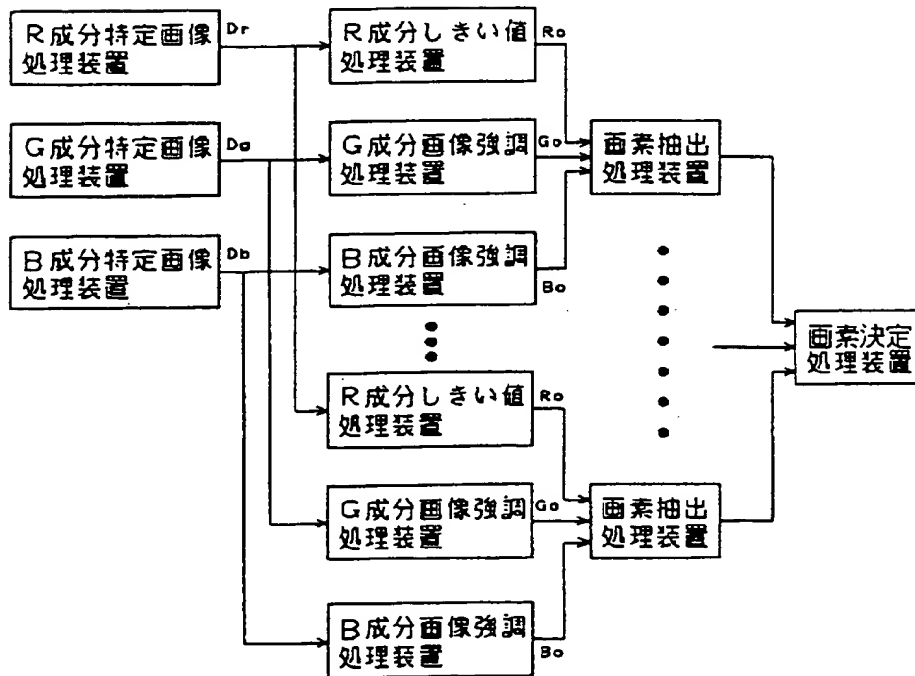 R成分特定画像
処理装置
Dr
R成分しきい値
処理装置
Ro
G成分特定画像
処理装置
Dg
G成分画像強調
処理装置
Go
画素抽出
処理装置
B成分特定画像
処理装置
Db
B成分画像強調
処理装置
Bo
画素決定
処理装置
R成分しきい値
処理装置
Ro
G成分画像強調
処理装置
Go
画素抽出
処理装置
B成分画像強調
処理装置
Bo